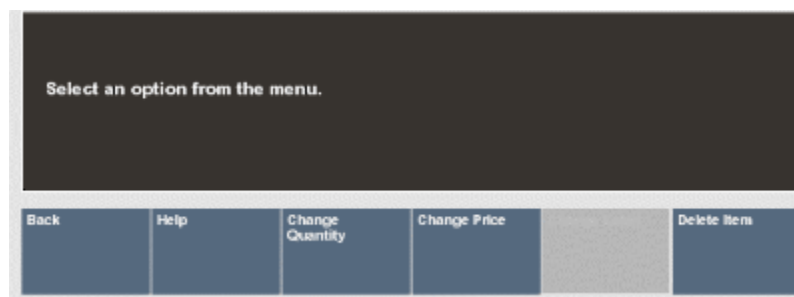 Select an option from the menu.
Back
Help
Change
Quantity
Change Price
Delete Item